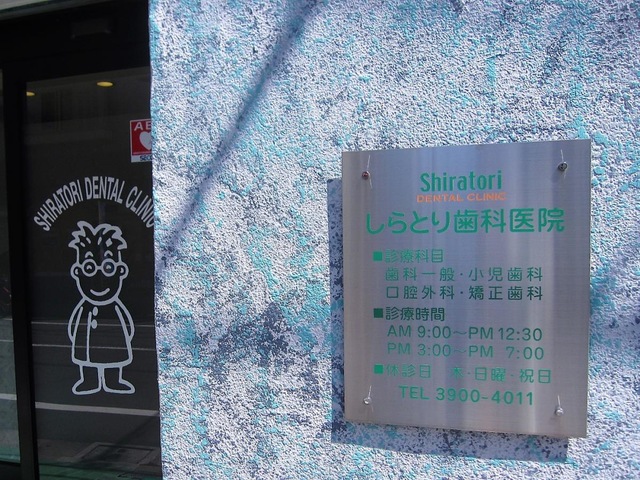 AE
SHIRATORI DENTAL CLINIC
Shiratori
DENTAL CLINIC
しらとり歯科医院
■診療科目
歯科一般・小児歯科
口腔外科・矯正歯科
■診療時間
AM 9:00〜PM 12:30
PM 3:00〜PM 7:00
■休診日 木・日曜・祝日
TEL 3900-4011